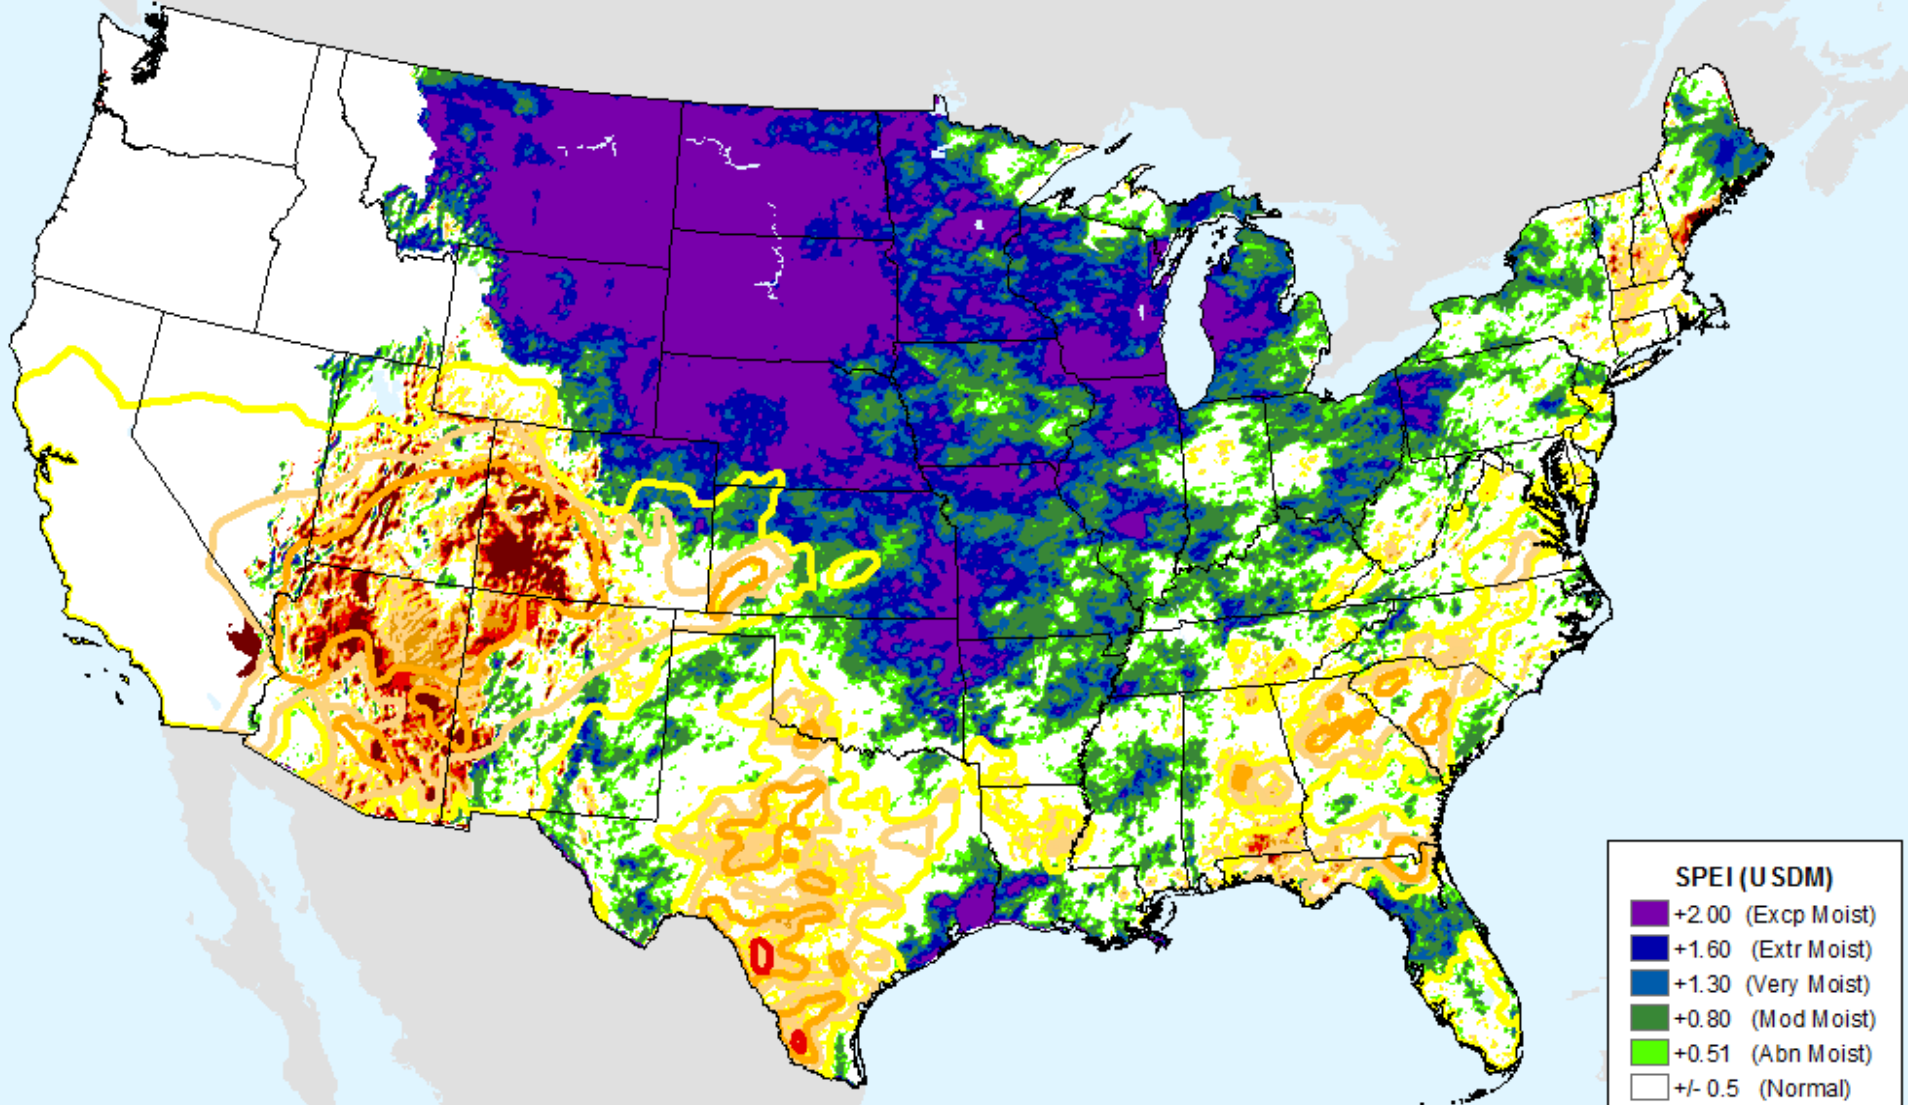 SPEI (USDM)
+2.00 (Excp Moist)
+1.60 (Extr Moist)
+1.30 (Very Moist)
+0.80 (Mod Moist)
+0.51 (Abn Moist)
+/- 0.5 (Normal)